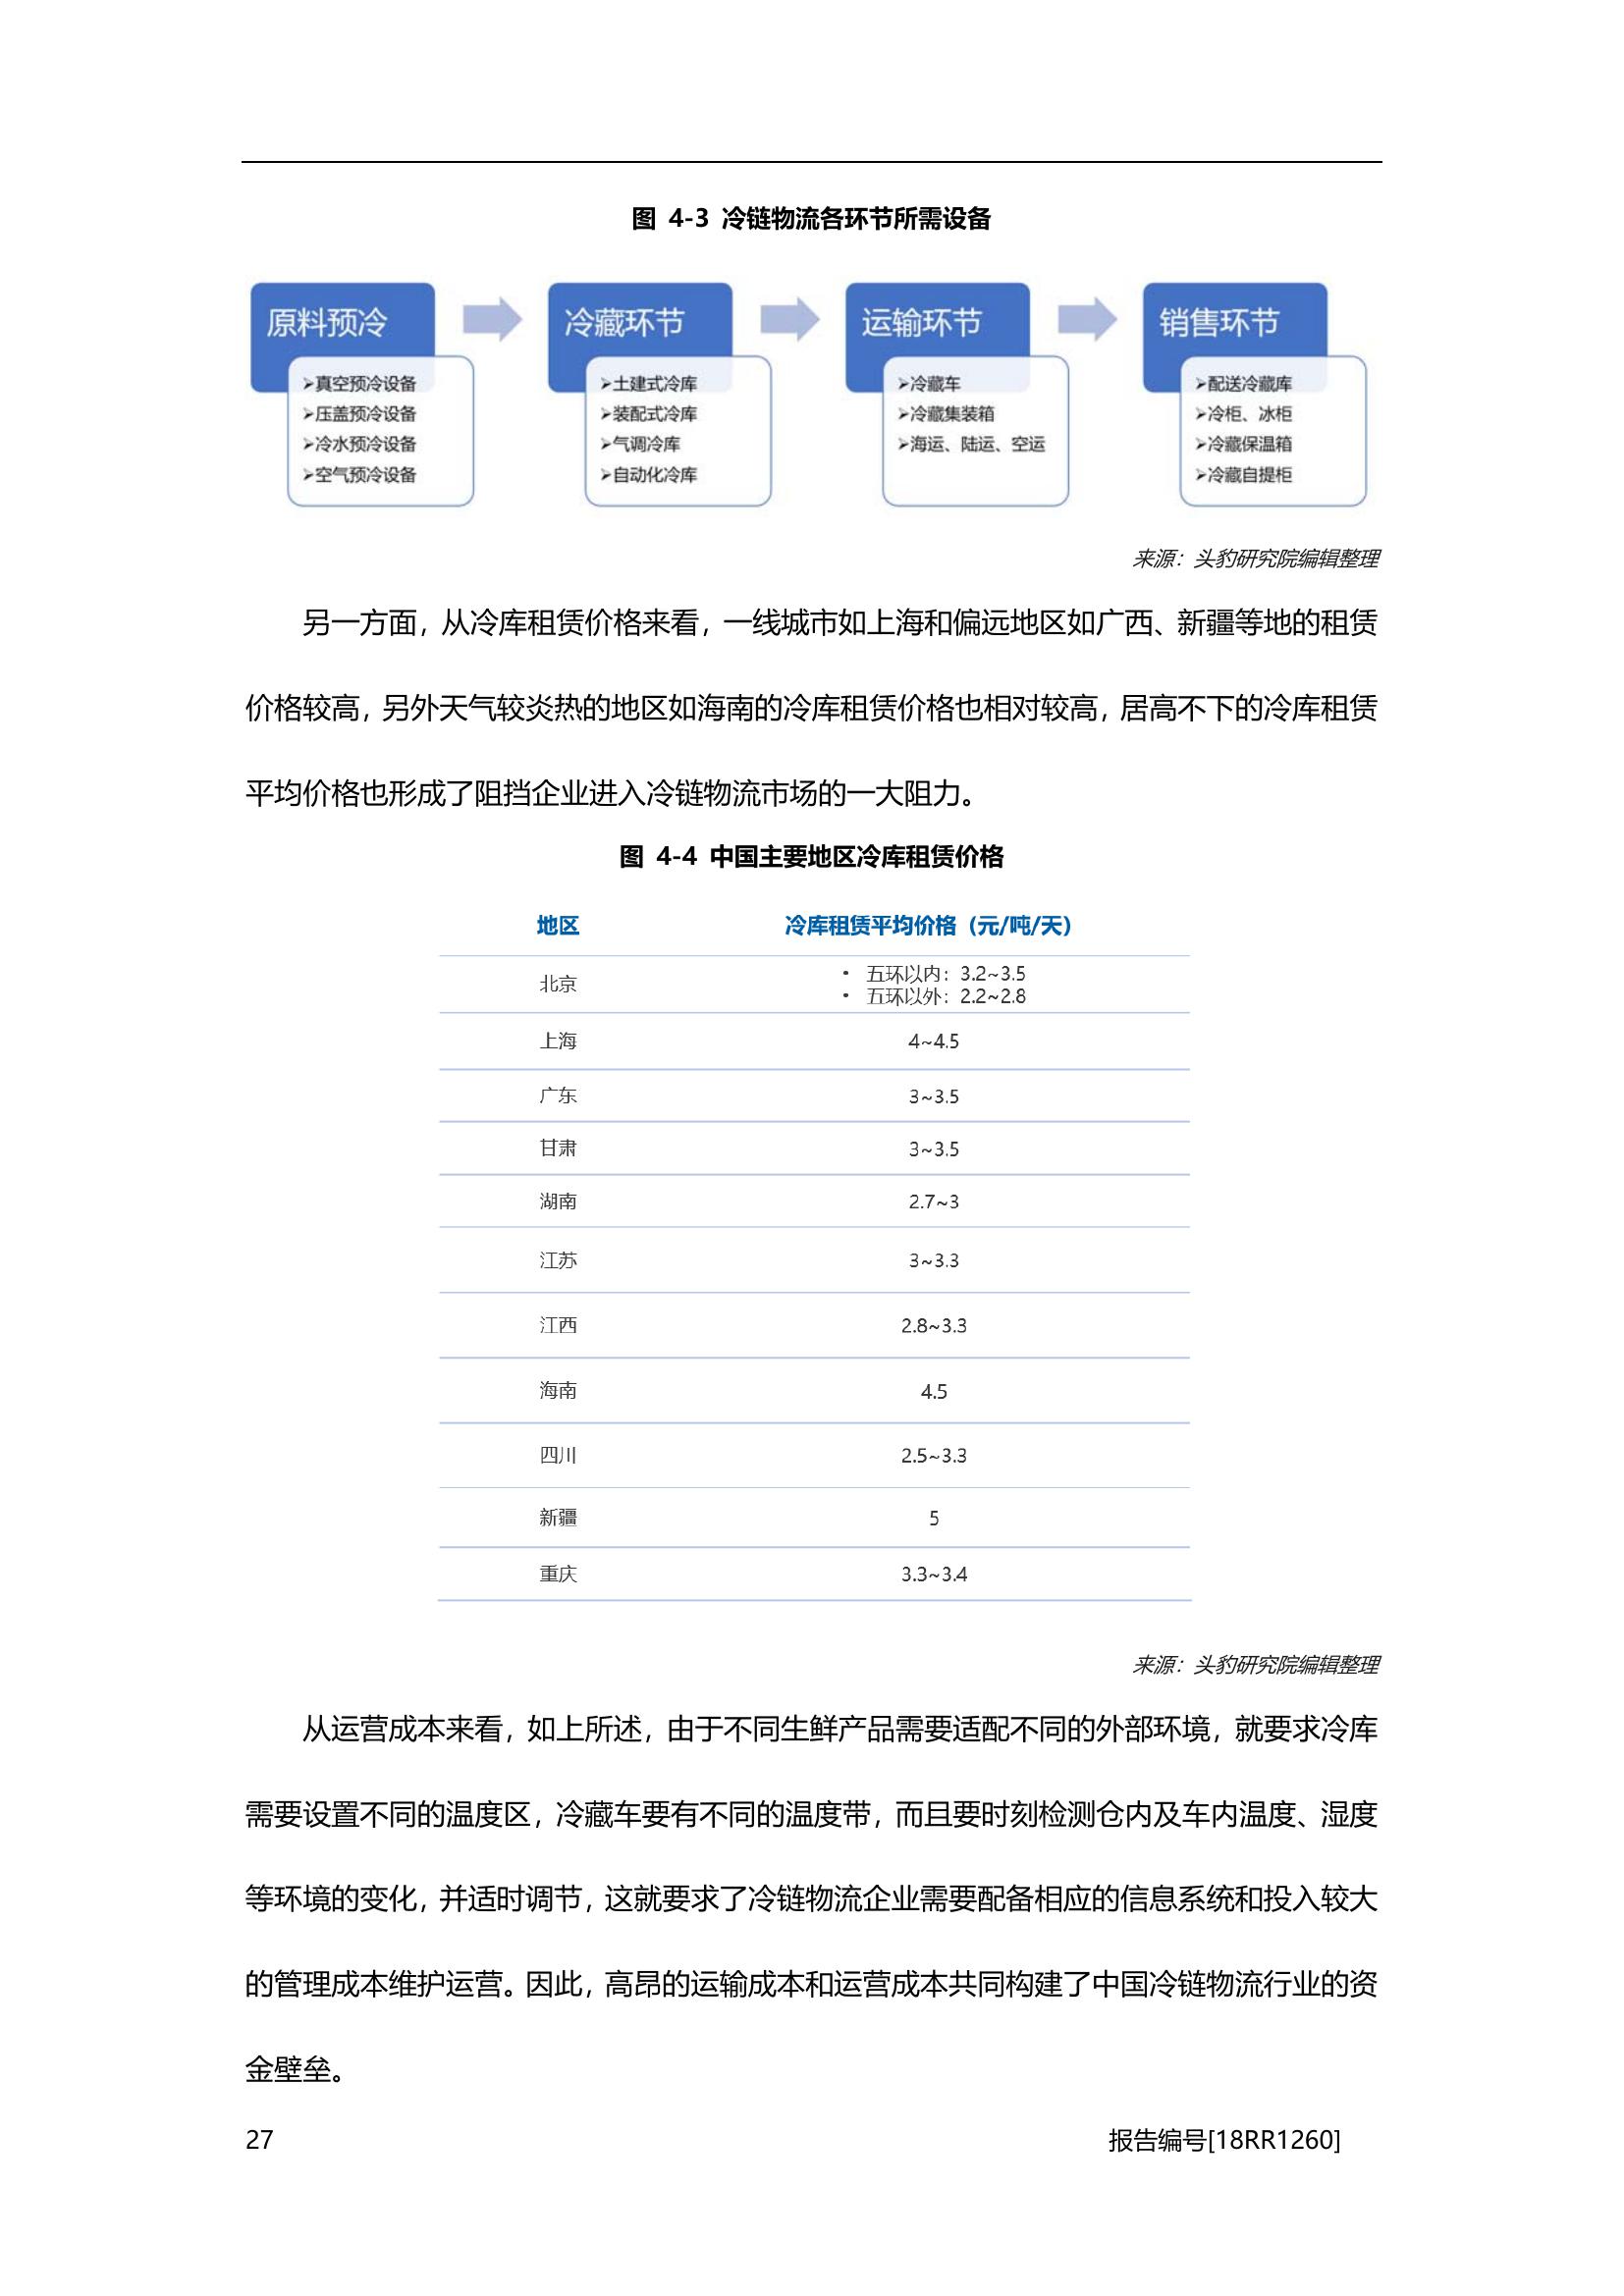 图 4-3 冷链物流各环节所需设备
原料预冷
➢真空预冷设备
➢压盖预冷设备
➢冷水预冷设备
➢空气预冷设备
冷藏环节
➢土建式冷库
➢装配式冷库
➢气调冷库
➢自动化冷库
运输环节
➢冷藏车
➢冷藏集装箱
➢海运、陆运、空运
销售环节
➢配送冷藏库
➢冷柜、冰柜
➢冷藏保温箱
➢冷藏自提柜
来源：头豹研究院编辑整理
另一方面，从冷库租赁价格来看，一线城市如上海和偏远地区如广西、新疆等地的租赁
价格较高，另外天气较炎热的地区如海南的冷库租赁价格也相对较高，居高不下的冷库租赁
平均价格也形成了阻挡企业进入冷链物流市场的一大阻力。
图 4-4 中国主要地区冷库租赁价格
地区 冷库租赁平均价格（元/吨/天）
北京 • 五环以内：3.2~3.5
• 五环以外：2.2~2.8
上海 4~4.5
广东 3~3.5
甘肃 3~3.5
湖南 2.7~3
江苏 3~3.3
江西 2.8~3.3
海南 4.5
四川 2.5~3.3
新疆 5
重庆 3.3~3.4
来源：头豹研究院编辑整理
从运营成本来看，如上所述，由于不同生鲜产品需要适配不同的外部环境，就要求冷库
需要设置不同的温度区，冷藏车要有不同的温度带，而且要时刻检测仓内及车内温度、湿度
等环境的变化，并适时调节，这就要求了冷链物流企业需要配备相应的信息系统和投入较大
的管理成本维护运营。因此，高昂的运输成本和运营成本共同构建了中国冷链物流行业的资
金壁垒。
27 报告编号[18RR1260]